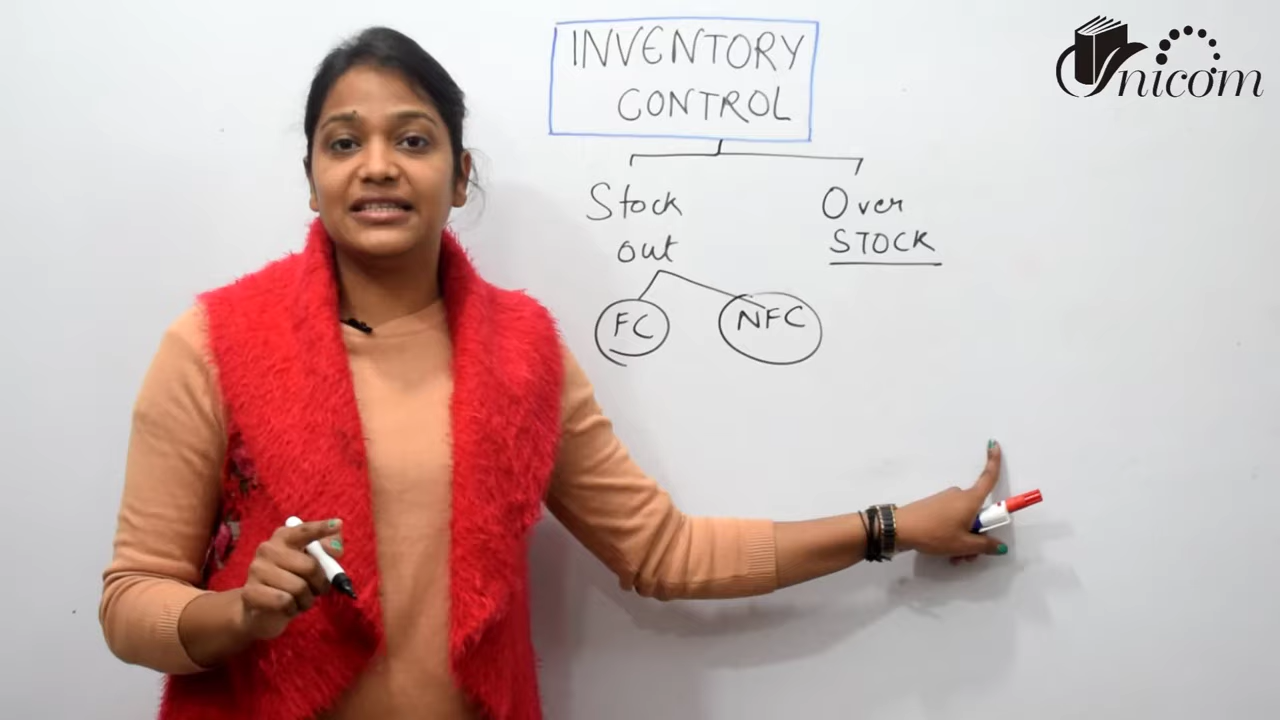 INVENTORY
CONTROL
Stock
out
Over
STOCK
FC
NFC
Unicom